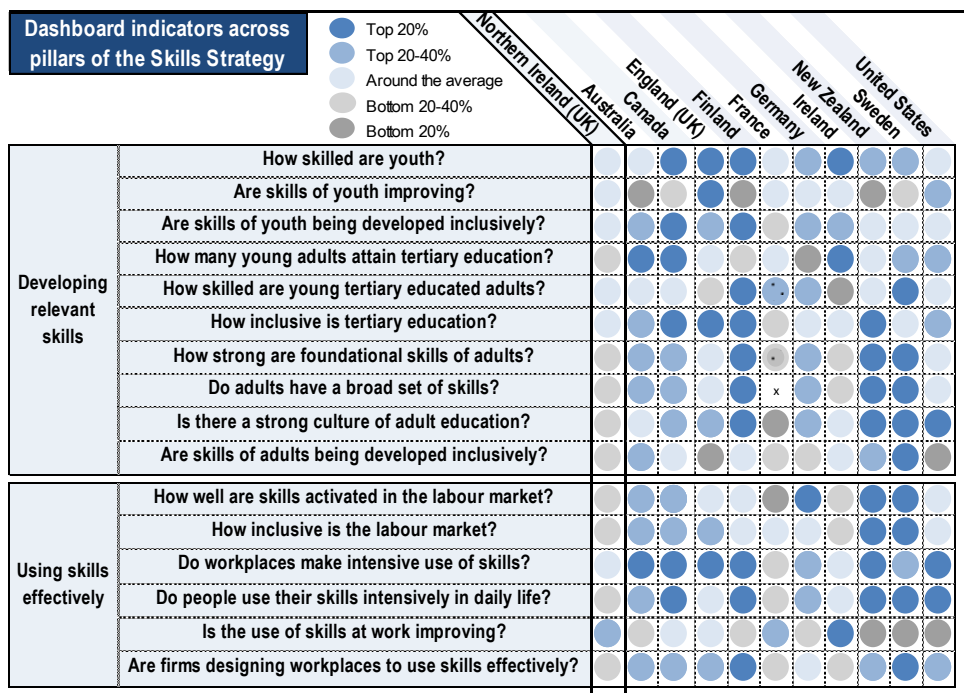 Dashboard indicators across
pillars of the Skills Strategy
Top 20%
Top 20-40%
Around the average
Bottom 20-40%
Bottom 20%
Northern Ireland (UK)
Australia
Canada
England (UK)
Finland
France
Germany
Ireland
New Zealand
Sweden
United States
Developing
relevant
skills
How skilled are youth?
Are skills of youth improving?
Are skills of youth being developed inclusively?
How many young adults attain tertiary education?
How skilled are young tertiary educated adults?
How inclusive is tertiary education?
How strong are foundational skills of adults?
Do adults have a broad set of skills?
x
Is there a strong culture of adult education?
Are skills of adults being developed inclusively?
Using skills
effectively
How well are skills activated in the labour market?
How inclusive is the labour market?
Do workplaces make intensive use of skills?
Do people use their skills intensively in daily life?
Is the use of skills at work improving?
Are firms designing workplaces to use skills effectively?